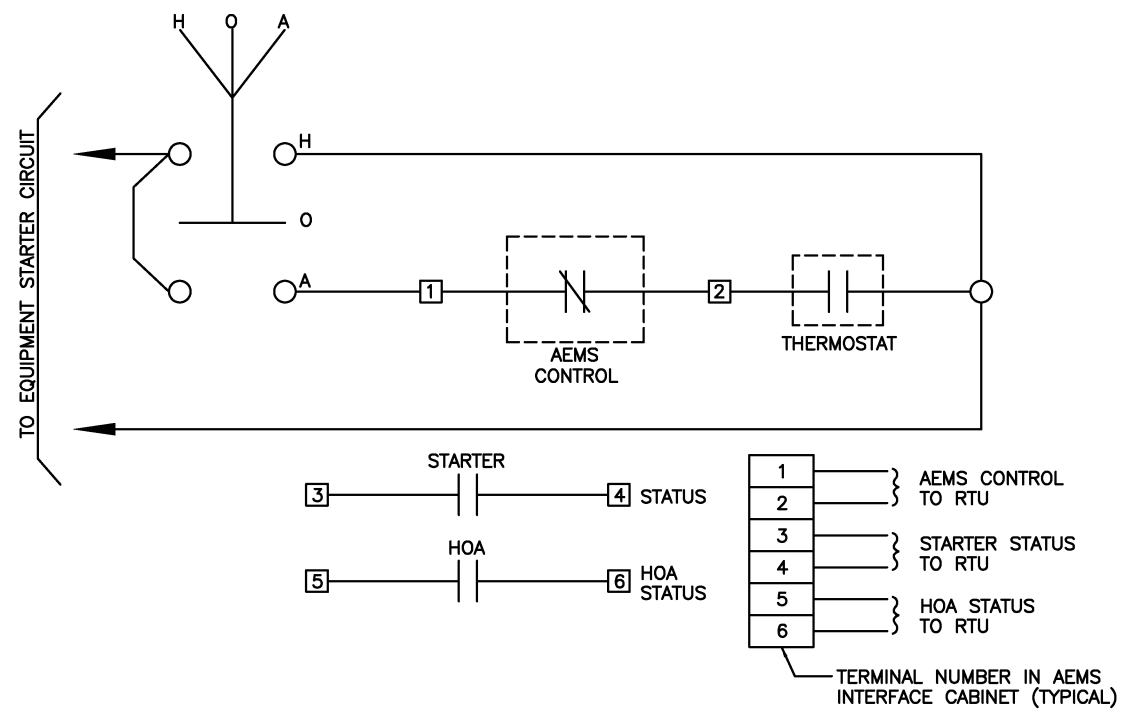 H O A
TO EQUIPMENT STARTER CIRCUIT
H
O
A
1
2
AEMS
CONTROL
THERMOSTAT
STARTER
3
4
STATUS
HOA
5
6
HOA
STATUS
1
2
3
4
5
6
AEMS CONTROL
TO RTU
STARTER STATUS
TO RTU
HOA STATUS
TO RTU
TERMINAL NUMBER IN AEMS
INTERFACE CABINET (TYPICAL)